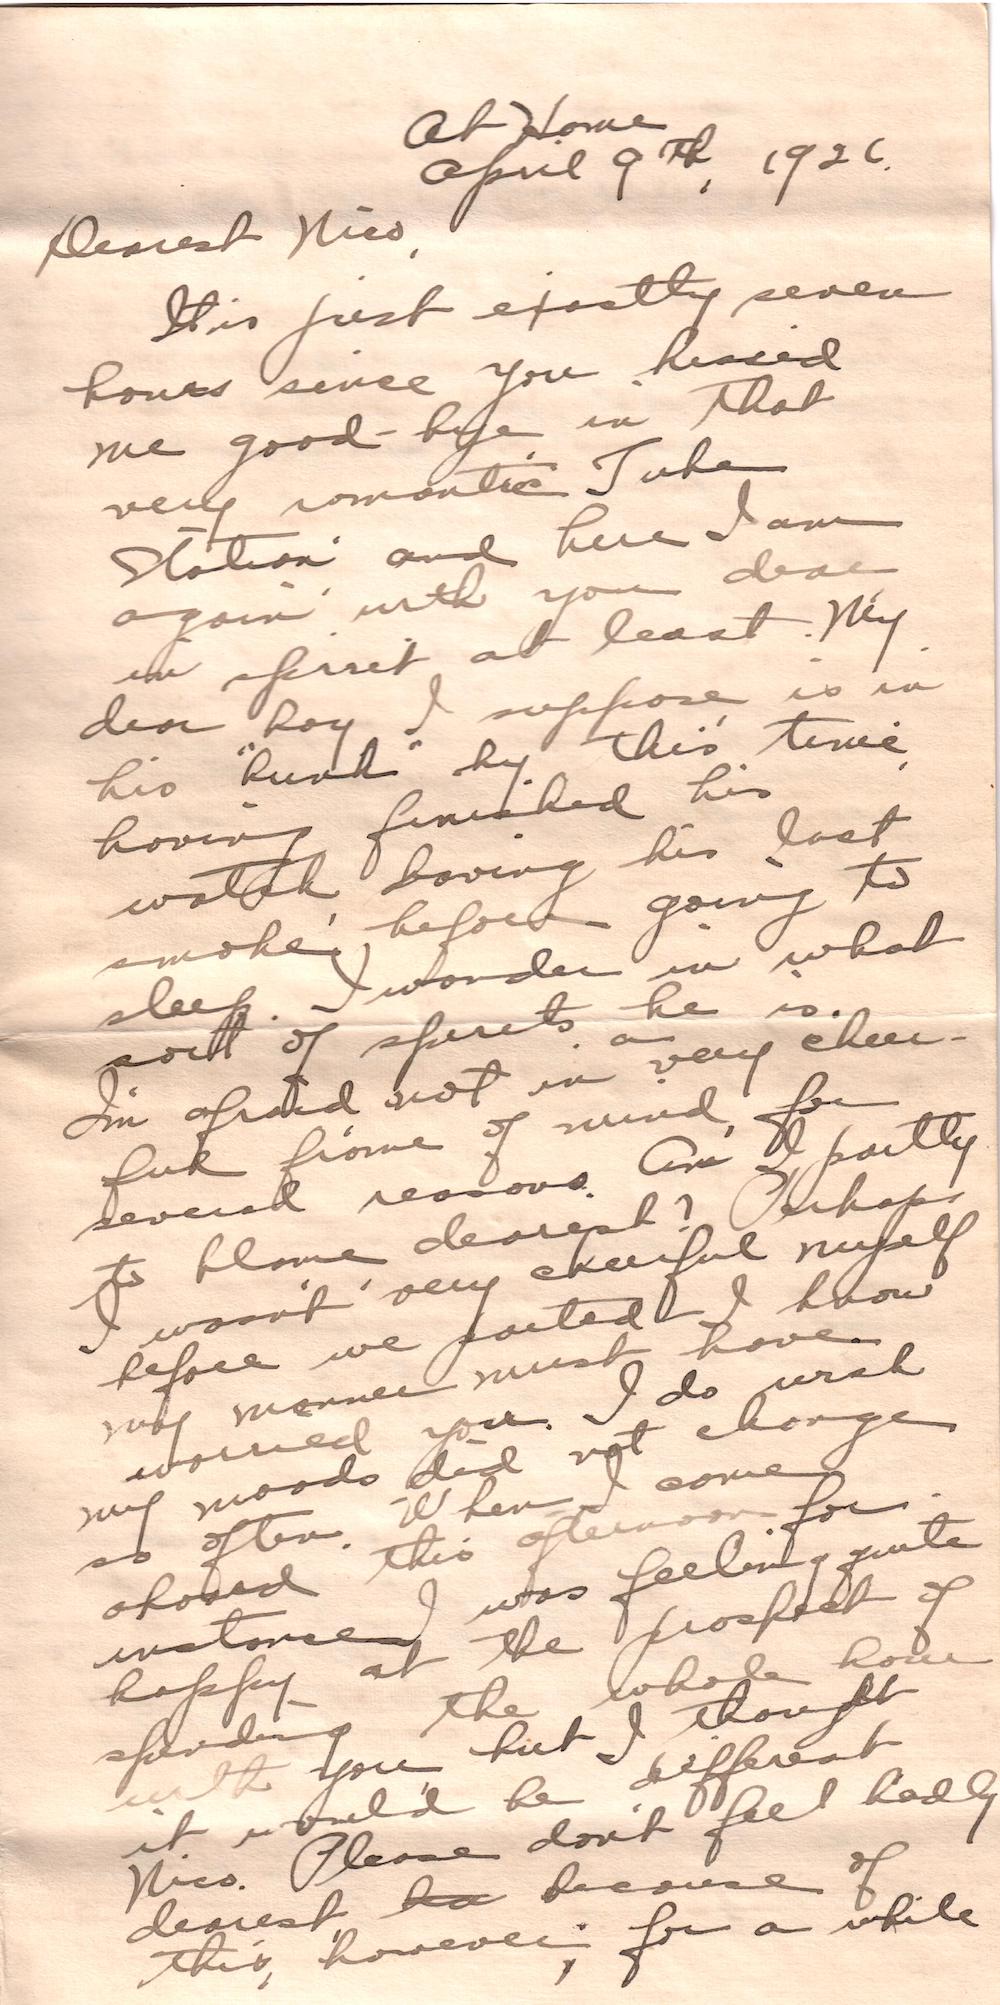 At Home
April 9th, 1926.
Dearest Nico,
It is just exactly seven
hours since you kissed
me good-bye in that
very romantic Tube
Station and here I am
again with you dear
in spirit at least. My
dear boy I suppose is in
his "bunk" by this time,
having finished his
watch, having his last
smoke, before going to
sleep. I wonder in what
sort of spirits he is.
I'm afraid not in a very cheer-
ful frame of mind, for
several reasons. Am I partly
to blame dearest? Perhaps
I wasn't very cheerful myself
before we parted I know
my manner must have
worried you. I do wish
my moods did not change
so often. When I came
aboard this afternoon for
instance I was feeling quite
happy at the prospect of
spending the whole hour
with you, but I thought
it would be different
Nico. Please don't feel badly
dearest because of
this, however, for a while